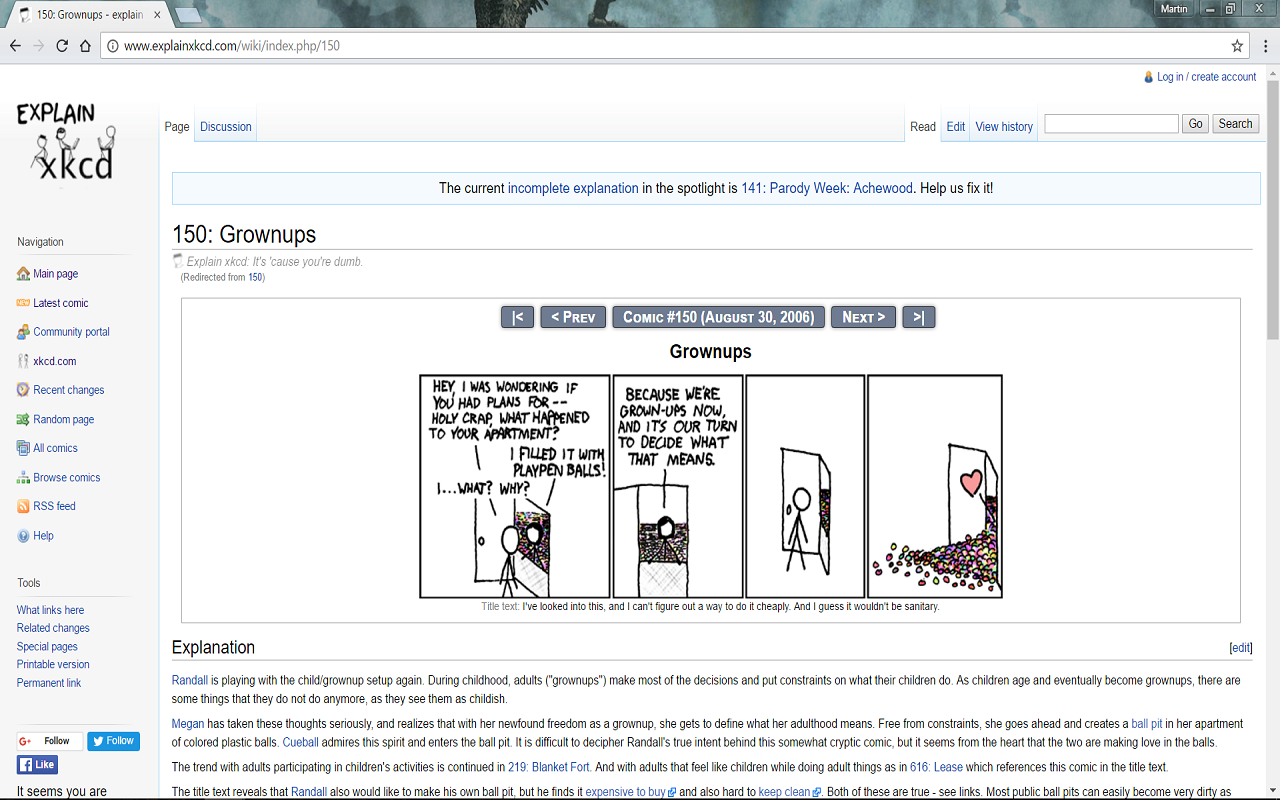 150: Grownups - explain
Martin
www.explainxkcd.com/wiki/index.php/150
Log in / create account
EXPLAIN
xkcd
Page
Discussion
Read
Edit
View history
Go
Search
The current incomplete explanation in the spotlight is 141: Parody Week: Achewood. Help us fix it!
150: Grownups
Explain xkcd: It's 'cause you're dumb.
(Redirected from 150)
Navigation
Main page
Latest comic
Community portal
xkcd.com
Recent changes
Random page
All comics
Browse comics
RSS feed
Help
Tools
What links here
Related changes
Special pages
Printable version
Permanent link
G+ Follow
Follow
Like
It seems you are
|<
< Prev
Comic #150 (August 30, 2006)
Next >
>|
Grownups
HEY, I WAS WONDERING IF
YOU HAD PLANS FOR --
HOLY CRAP, WHAT HAPPENED
TO YOUR APARTMENT?
I FILLED IT WITH
PLAYPEN BALLS!
I...WHAT? WHY?
BECAUSE WE'RE
GROWN-UPS NOW,
AND IT'S OUR TURN
TO DECIDE WHAT
THAT MEANS.
Title text: I've looked into this, and I can't figure out a way to do it cheaply. And I guess it wouldn't be sanitary.
Explanation
[edit]
Randall is playing with the child/grownup setup again. During childhood, adults ("grownups") make most of the decisions and put constraints on what their children do. As children age and eventually become grownups, there are
some things that they do not do anymore, as they see them as childish.
Megan has taken these thoughts seriously, and realizes that with her newfound freedom as a grownup, she gets to define what her adulthood means. Free from constraints, she goes ahead and creates a ball pit in her apartment
of colored plastic balls. Cueball admires this spirit and enters the ball pit. It is difficult to decipher Randall's true intent behind this somewhat cryptic comic, but it seems from the heart that the two are making love in the balls.
The trend with adults participating in children's activities is continued in 219: Blanket Fort. And with adults that feel like children while doing adult things as in 616: Lease which references this comic in the title text.
The title text reveals that Randall also would like to make his own ball pit, but he finds it expensive to buy and also hard to keep clean. Both of these are true - see links. Most public ball pits can easily become very dirty as